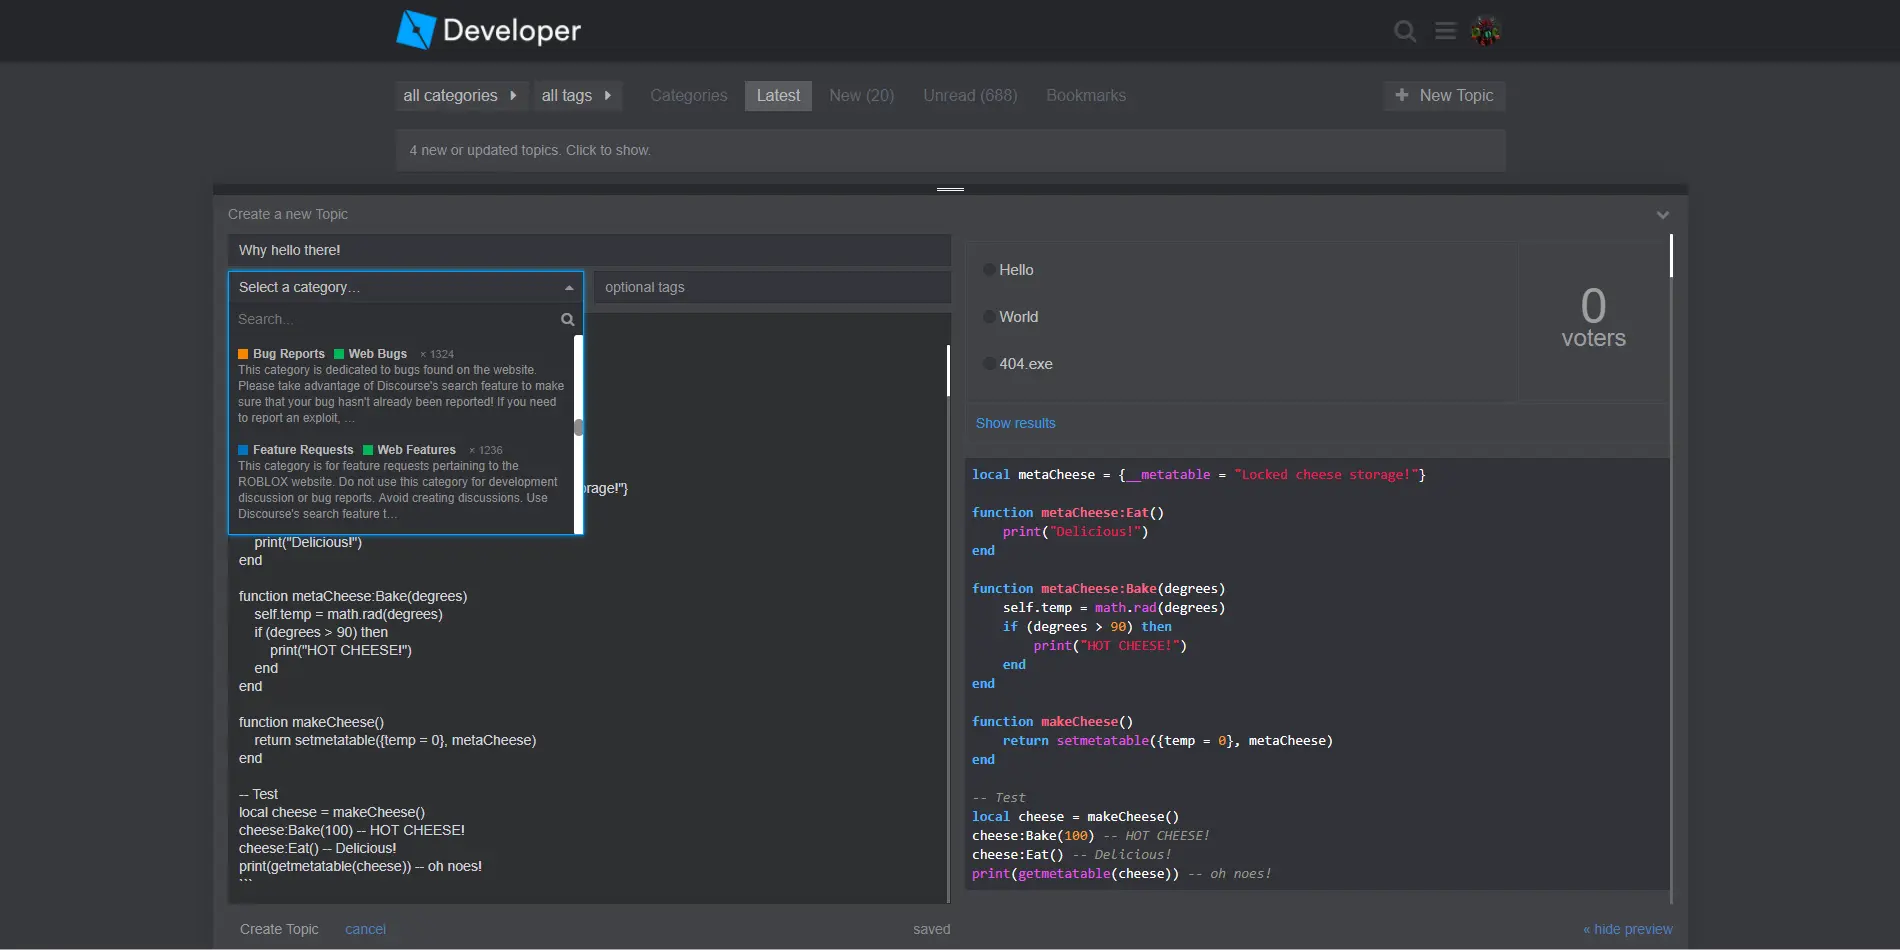 Developer
all categories
all tags
Categories
Latest
New (20)
Unread (688)
Bookmarks
+ New Topic
4 new or updated topics. Click to show.
Create a new Topic
Why hello there!
Select a category…
optional tags
Search...
Bug Reports Web Bugs × 1324
This category is dedicated to bugs found on the website.
Please take advantage of Discourse's search feature to make
sure that your bug hasn't already been reported! If you need
to report an exploit, …
Feature Requests Web Features × 1236
This category is for feature requests pertaining to the
ROBLOX website. Do not use this category for development
discussion or bug reports. Avoid creating discussions. Use
Discourse's search feature t…
rage!"}
print("Delicious!")
end
function metaCheese:Bake(degrees)
self.temp = math.rad(degrees)
if (degrees > 90) then
print("HOT CHEESE!")
end
end
function makeCheese()
return setmetatable({temp = 0}, metaCheese)
end
-- Test
local cheese = makeCheese()
cheese:Bake(100) -- HOT CHEESE!
cheese:Eat() -- Delicious!
print(getmetatable(cheese)) -- oh noes!
```
Create Topic
cancel
saved
Hello
World
404.exe
0
voters
Show results
local metaCheese = {__metatable = "Locked cheese storage!"}
function metaCheese:Eat()
print("Delicious!")
end
function metaCheese:Bake(degrees)
self.temp = math.rad(degrees)
if (degrees > 90) then
print("HOT CHEESE!")
end
end
function makeCheese()
return setmetatable({temp = 0}, metaCheese)
end
-- Test
local cheese = makeCheese()
cheese:Bake(100) -- HOT CHEESE!
cheese:Eat() -- Delicious!
print(getmetatable(cheese)) -- oh noes!
« hide preview